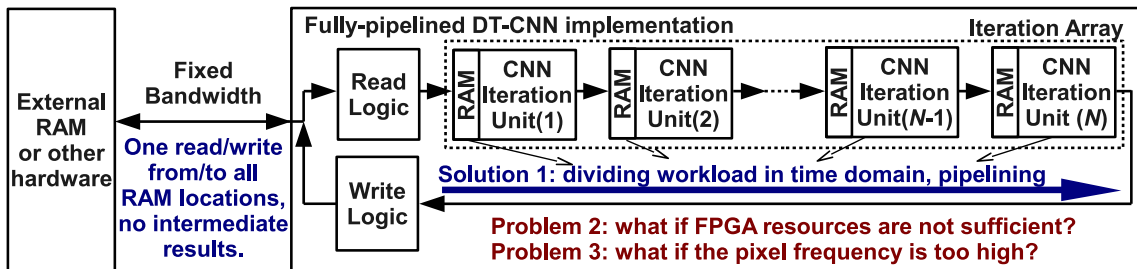 Fully-pipelined DT-CNN implementation
Iteration Array
External
RAM
or other
hardware
Fixed
Bandwidth
One read/write
from/to all
RAM locations,
no intermediate
results.
Read
Logic
Write
Logic
RAM
CNN
Iteration
Unit(1)
RAM
CNN
Iteration
Unit(2)
RAM
CNN
Iteration
Unit(N-1)
RAM
CNN
Iteration
Unit (N)
Solution 1: dividing workload in time domain, pipelining
Problem 2: what if FPGA resources are not sufficient?
Problem 3: what if the pixel frequency is too high?